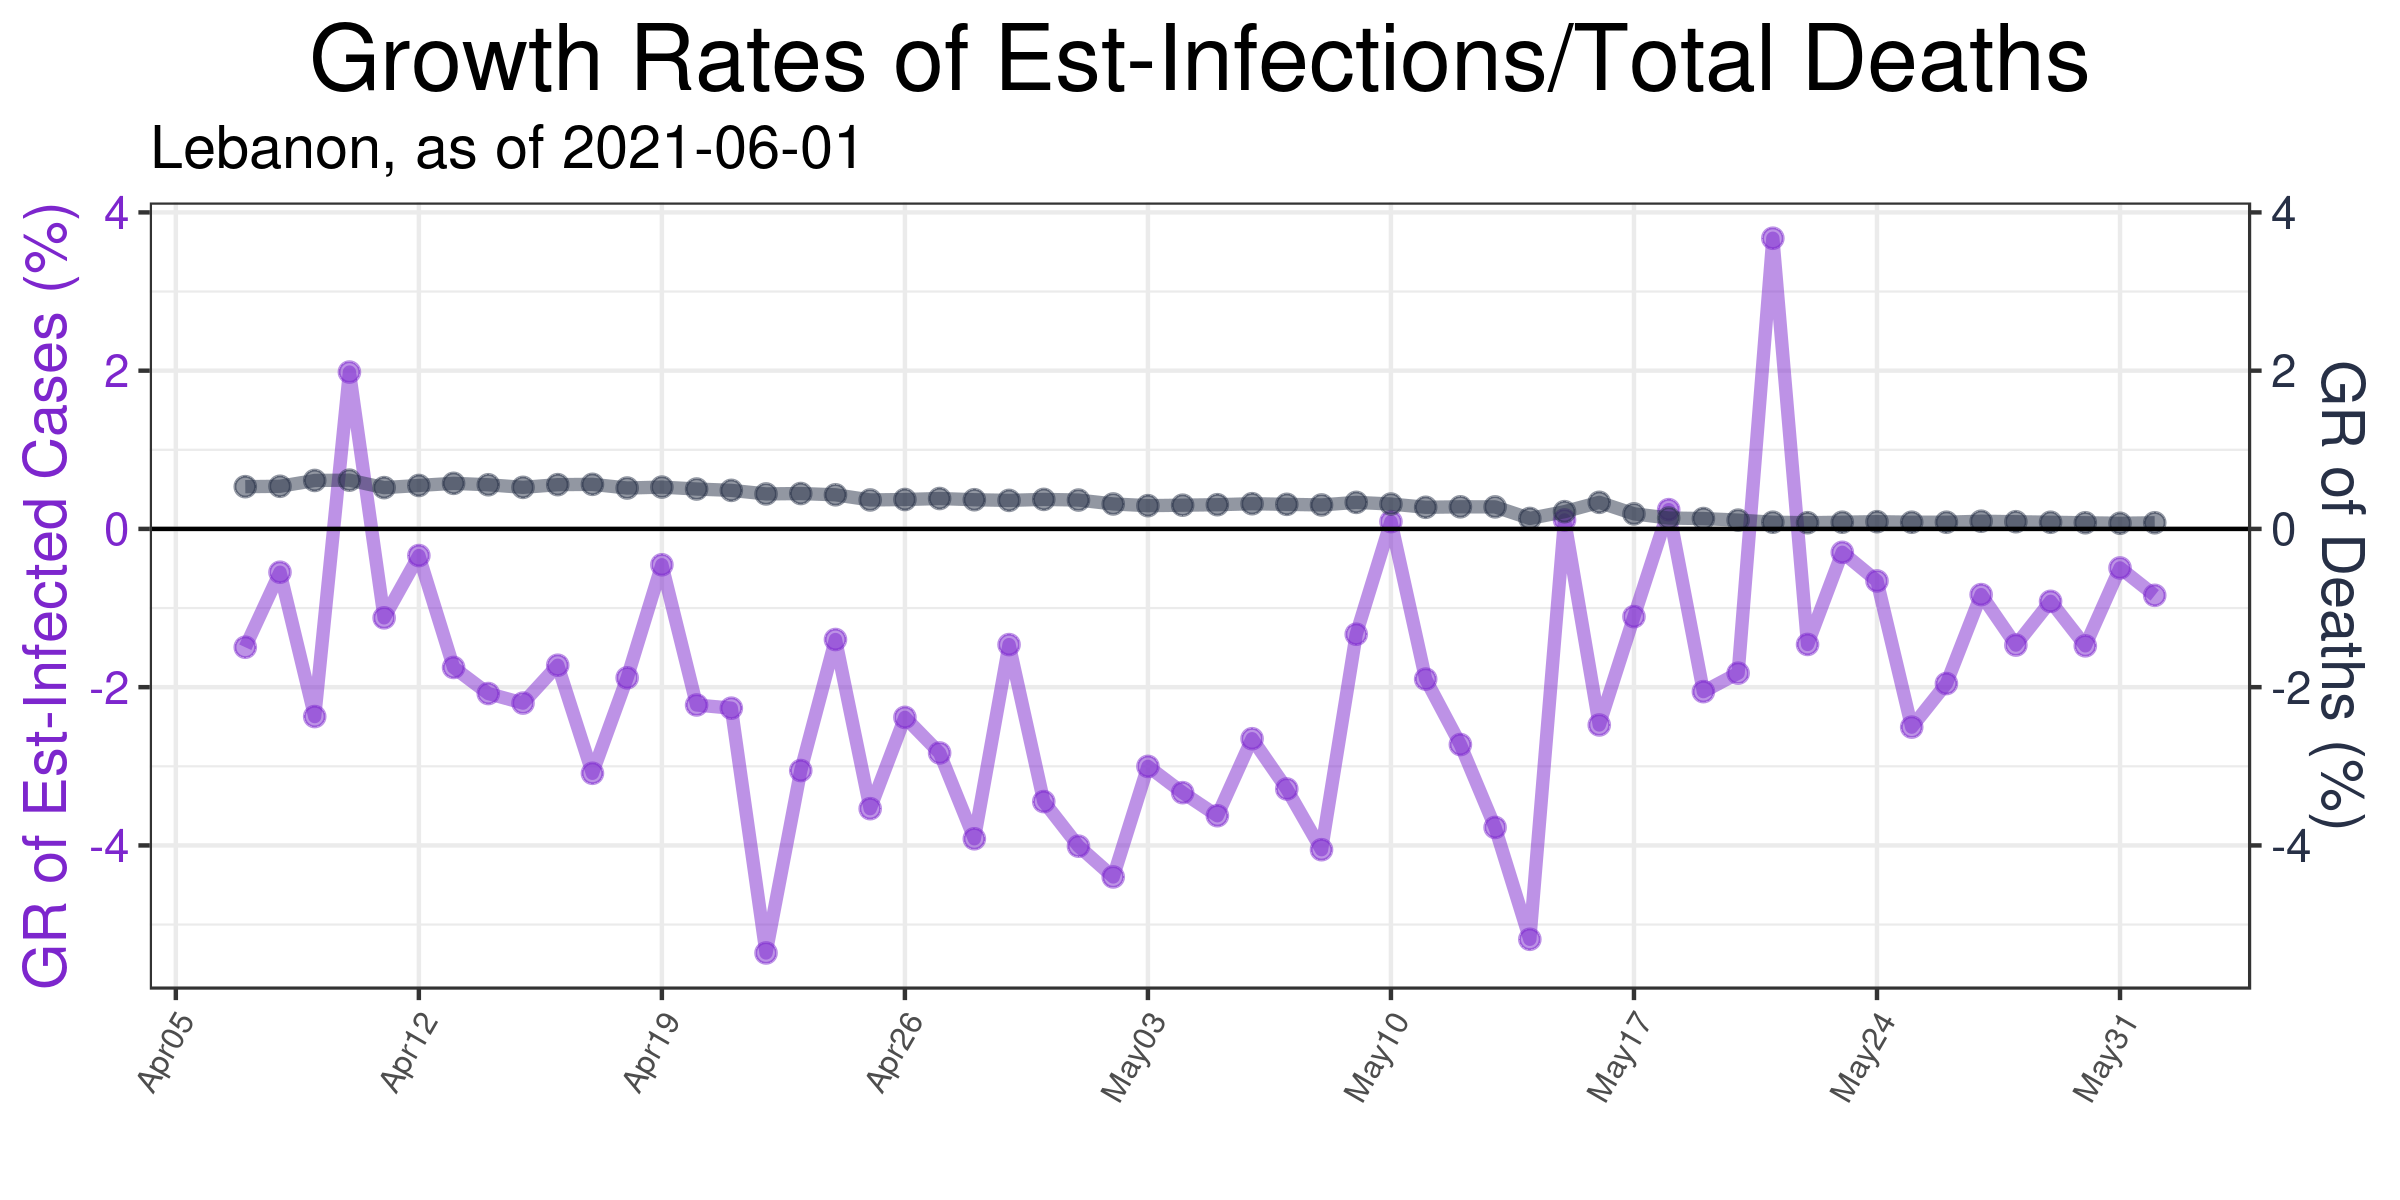 Growth Rates of Est-Infections/Total Deaths
Lebanon, as of 2021-06-01
GR of Est-Infected Cases (%)
4
2
0
-2
-4
4
2
0
-2
-4
GR of Deaths (%)
Apr05
Apr12
Apr19
Apr26
May03
May10
May17
May24
May31